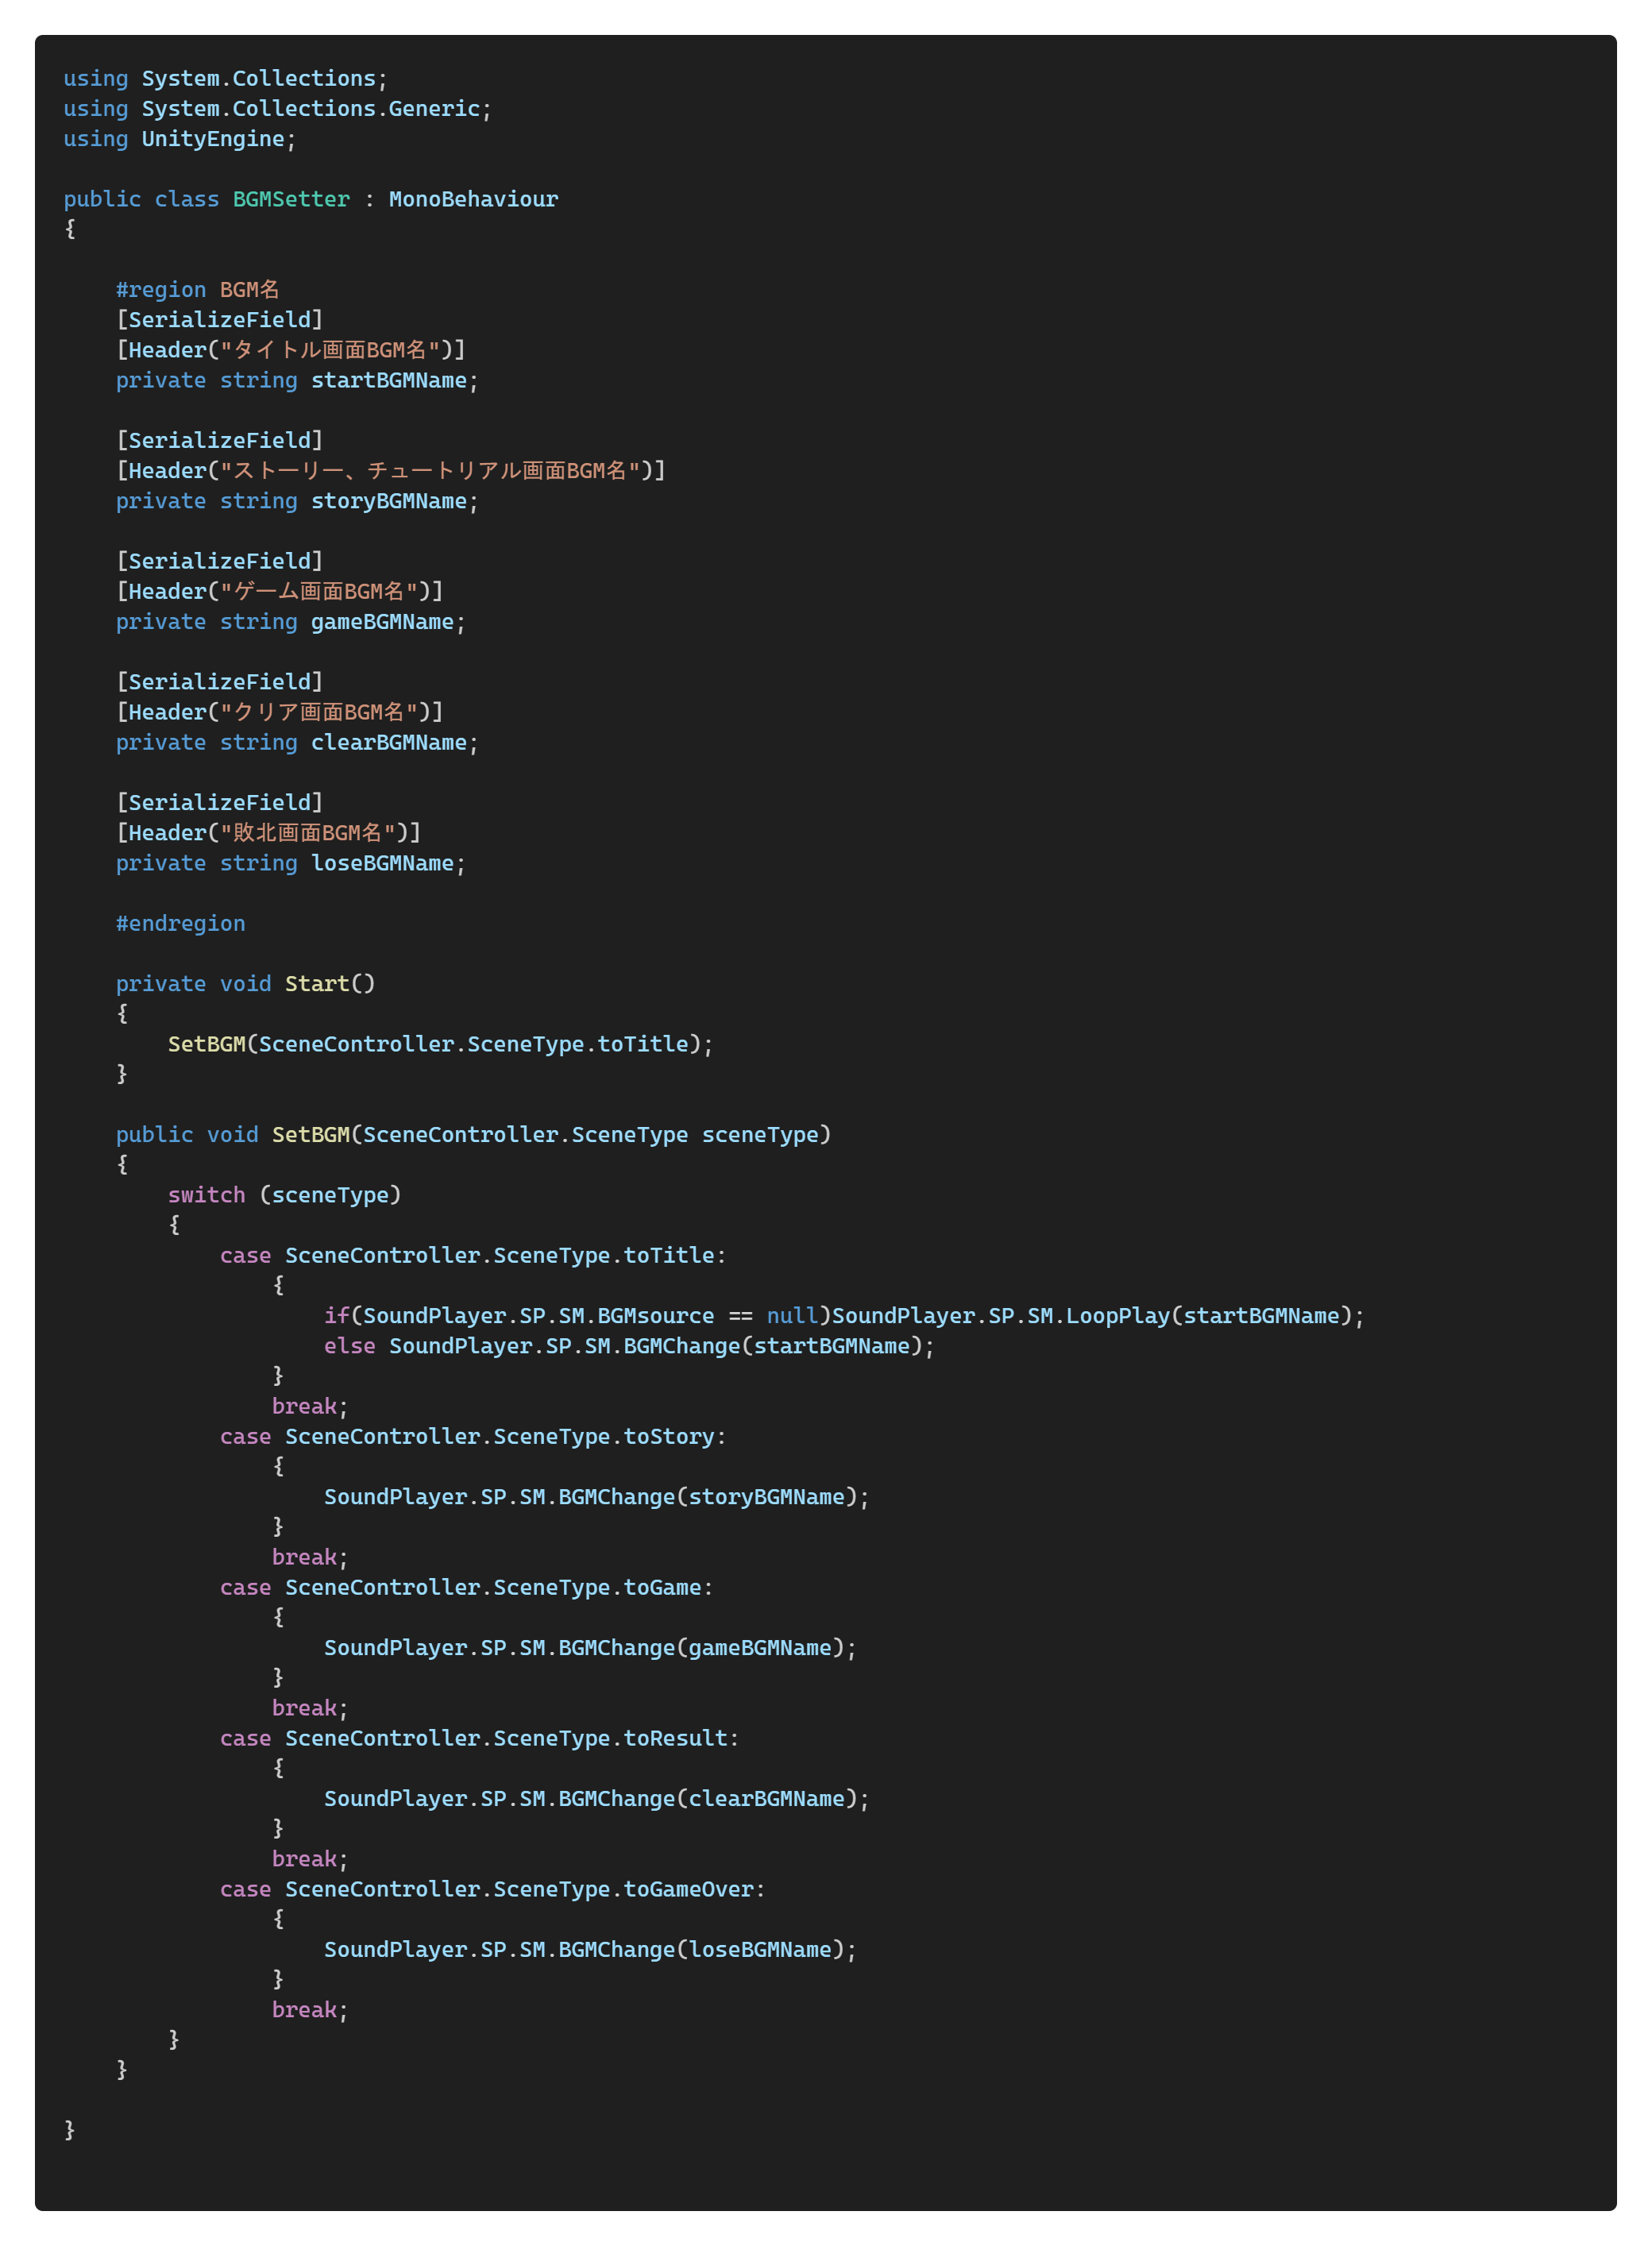 using System.Collections;
using System.Collections.Generic;
using UnityEngine;

public class BGMSetter : MonoBehaviour
{

    #region BGM名
    [SerializeField]
    [Header("タイトル画面BGM名")]
    private string startBGMName;

    [SerializeField]
    [Header("ストーリー、チュートリアル画面BGM名")]
    private string storyBGMName;

    [SerializeField]
    [Header("ゲーム画面BGM名")]
    private string gameBGMName;

    [SerializeField]
    [Header("クリア画面BGM名")]
    private string clearBGMName;

    [SerializeField]
    [Header("敗北画面BGM名")]
    private string loseBGMName;

    #endregion

    private void Start()
    {
        SetBGM(SceneController.SceneType.toTitle);
    }

    public void SetBGM(SceneController.SceneType sceneType)
    {
        switch (sceneType)
        {
            case SceneController.SceneType.toTitle:
                {
                    if(SoundPlayer.SP.SM.BGMsource == null)SoundPlayer.SP.SM.LoopPlay(startBGMName);
                    else SoundPlayer.SP.SM.BGMChange(startBGMName);
                }
                break;
            case SceneController.SceneType.toStory:
                {
                    SoundPlayer.SP.SM.BGMChange(storyBGMName);
                }
                break;
            case SceneController.SceneType.toGame:
                {
                    SoundPlayer.SP.SM.BGMChange(gameBGMName);
                }
                break;
            case SceneController.SceneType.toResult:
                {
                    SoundPlayer.SP.SM.BGMChange(clearBGMName);
                }
                break;
            case SceneController.SceneType.toGameOver:
                {
                    SoundPlayer.SP.SM.BGMChange(loseBGMName);
                }
                break;
        }
    }

}